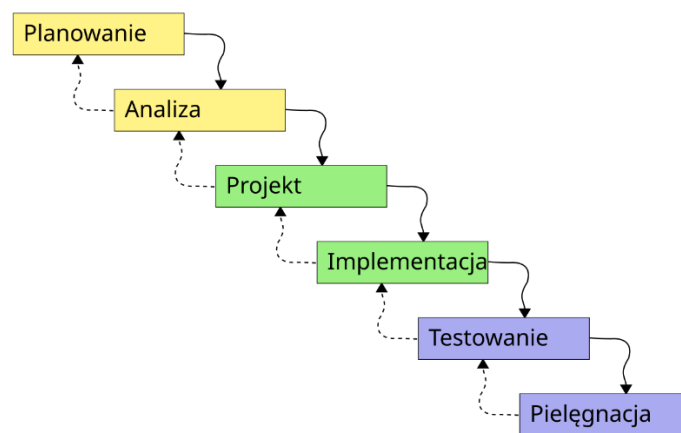 Planowanie
Analiza
Projekt
Implementacja
Testowanie
Pielęgnacja